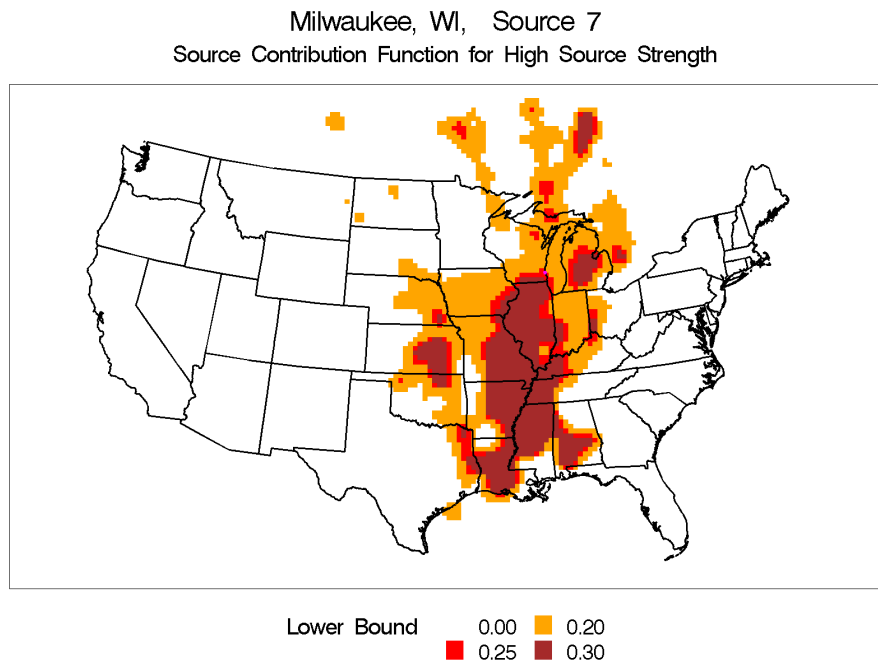 Milwaukee, WI, Source 7
Source Contribution Function for High Source Strength
Lower Bound 0.00 0.20
0.25 0.30